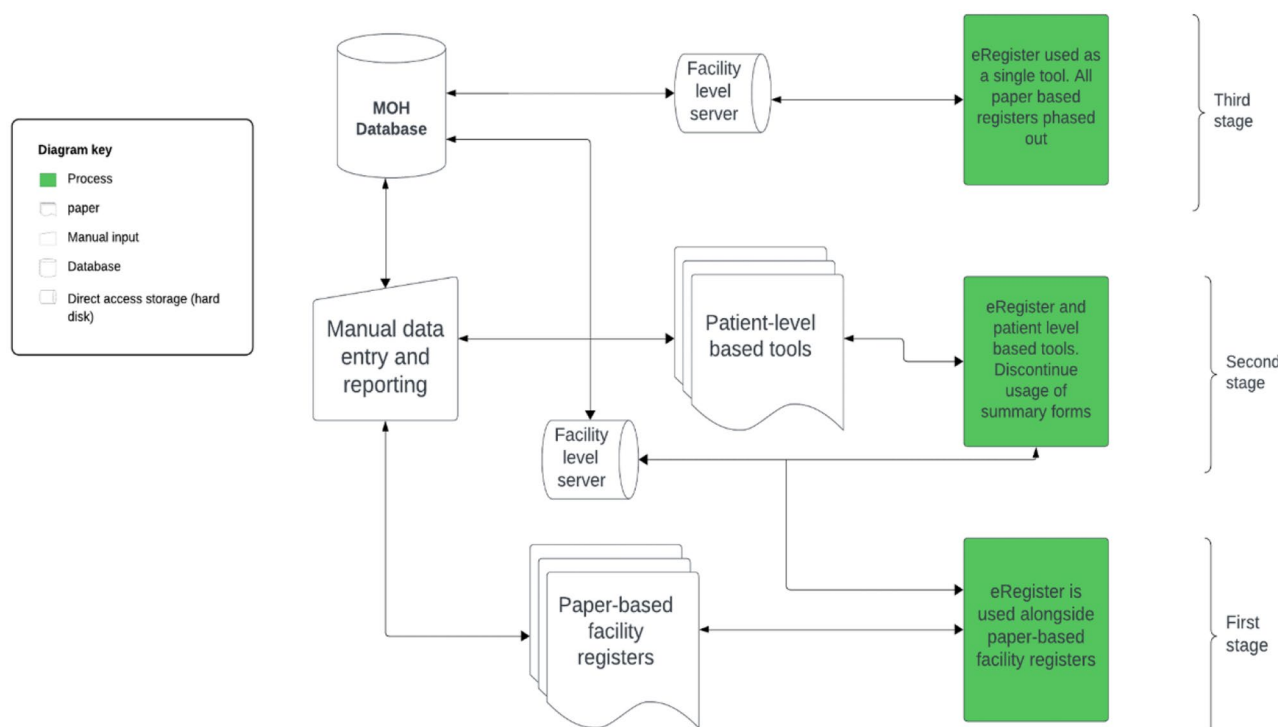 Diagram key
Process
paper
Manual input
Database
Direct access storage (hard
disk)
MOH
Database
Facility
level
server
eRegister used as
a single tool. All
paper based
registers phased
out
Third
stage
Manual data
entry and
reporting
Patient-level
based tools
eRegister and
patient level
based tools.
Discontinue
usage of
summary forms
Second
stage
Facility
level
server
Paper-based
facility
registers
eRegister is
used alongside
paper-based
facility registers
First
stage